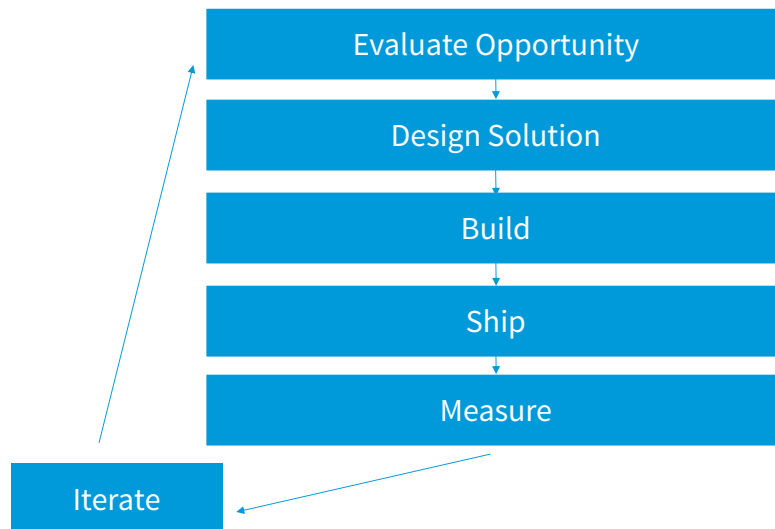 Evaluate Opportunity
Design Solution
Build
Ship
Measure
Iterate